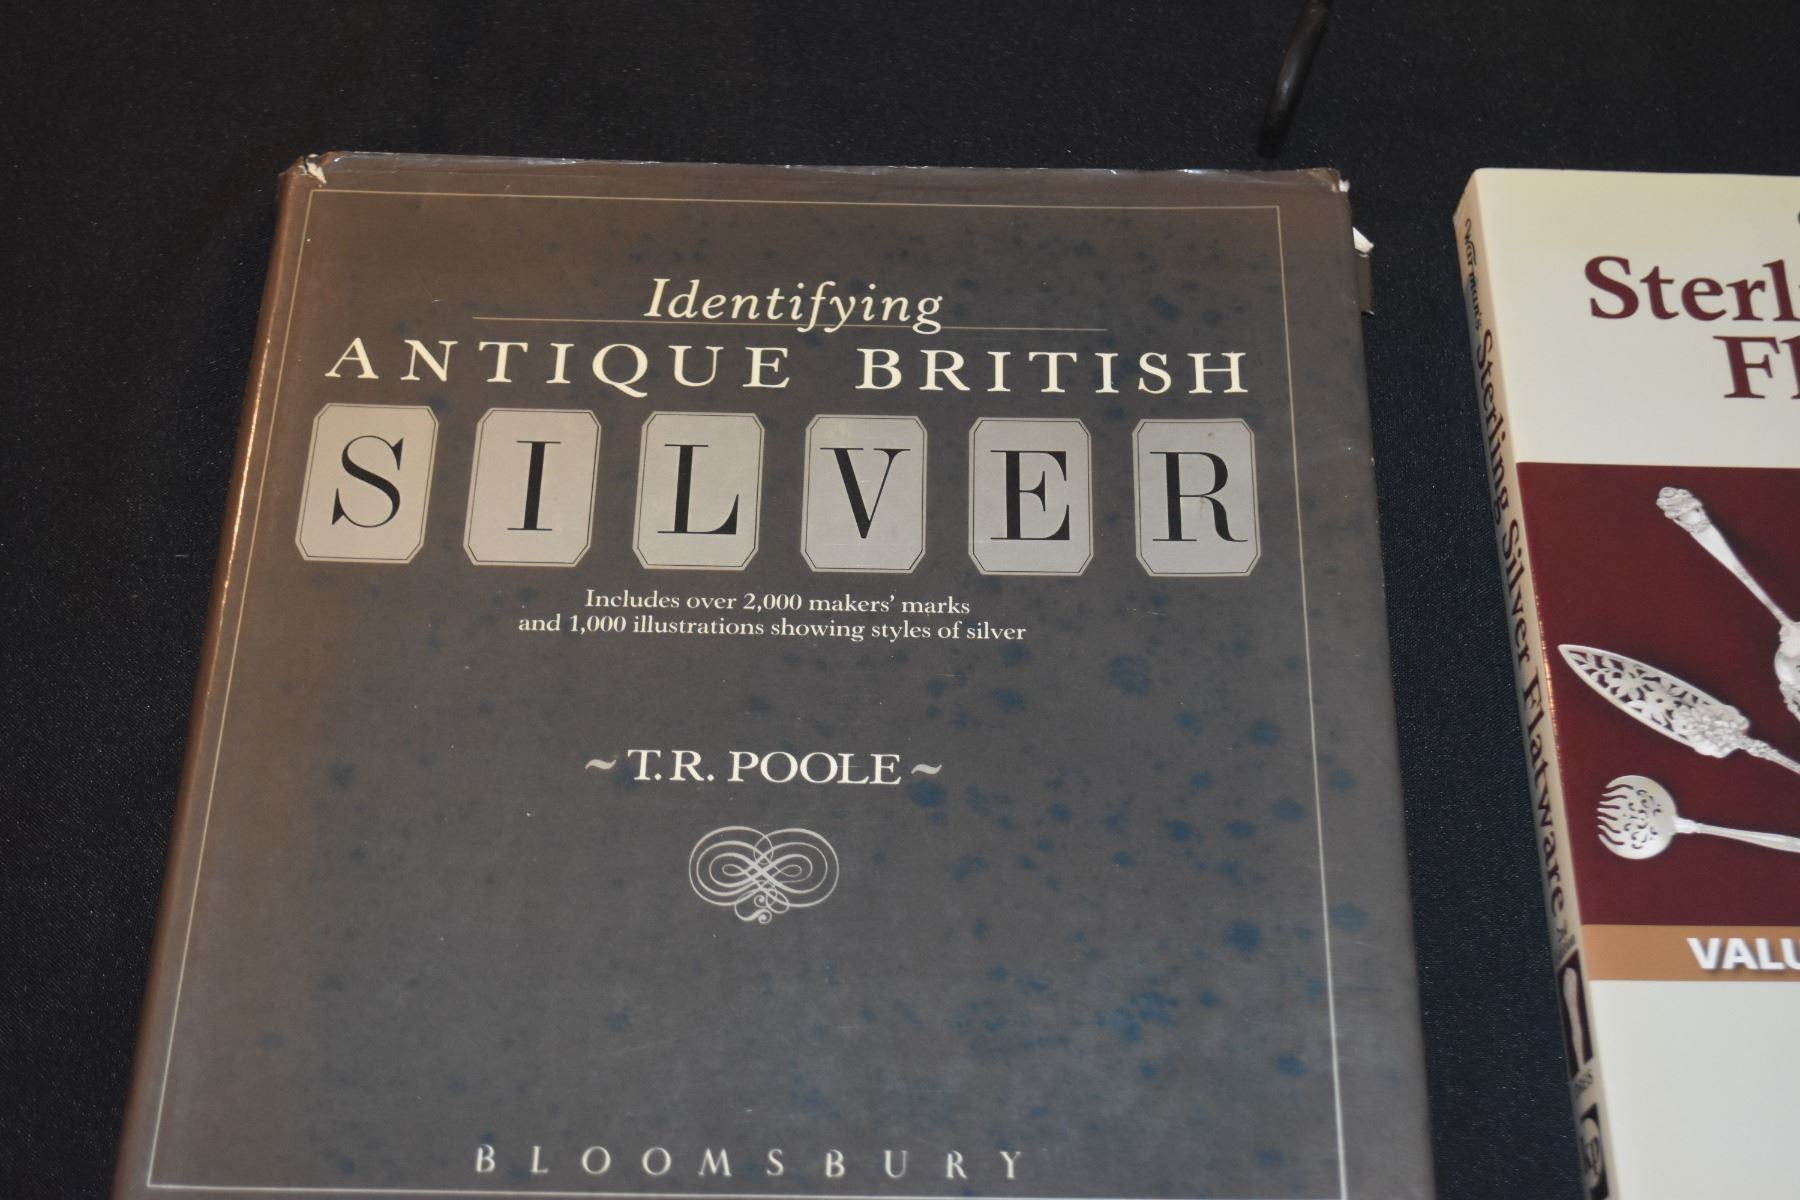 Identifying
ANTIQUE BRITISH
SILVER
Includes over 2,000 makers' marks
and 1,000 illustrations showing styles of silver
~T.R. POOLE~
BLOOMSBURY
Warman's Sterling Silver Flatware